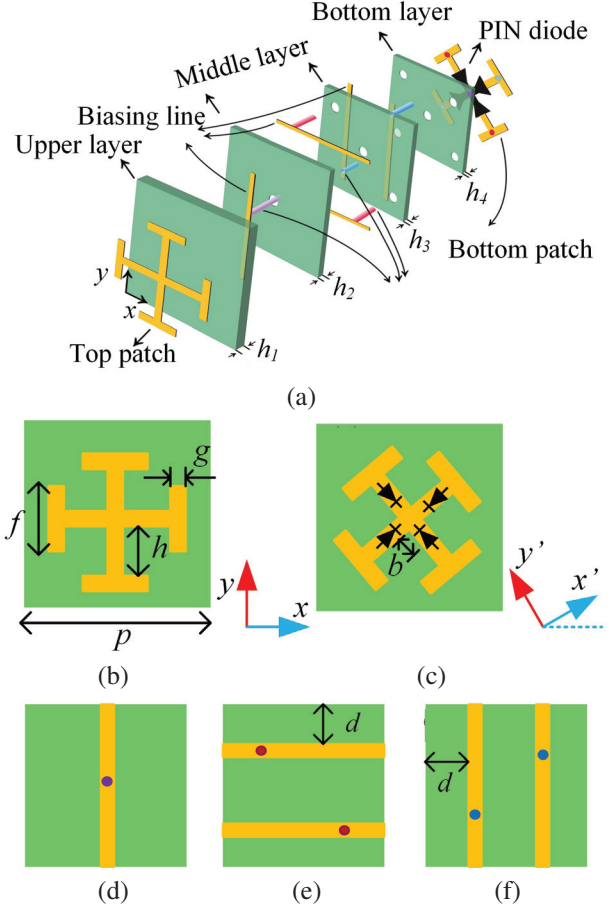 Bottom layer
PIN diode
Middle layer
Biasing line
Upper layer
h4
h3
Bottom patch
h2
y
x
h1
Top patch
(a)
g
f
h
b
y
x
p
y'
x'
(b)
(c)
d
d
(d)
(e)
(f)